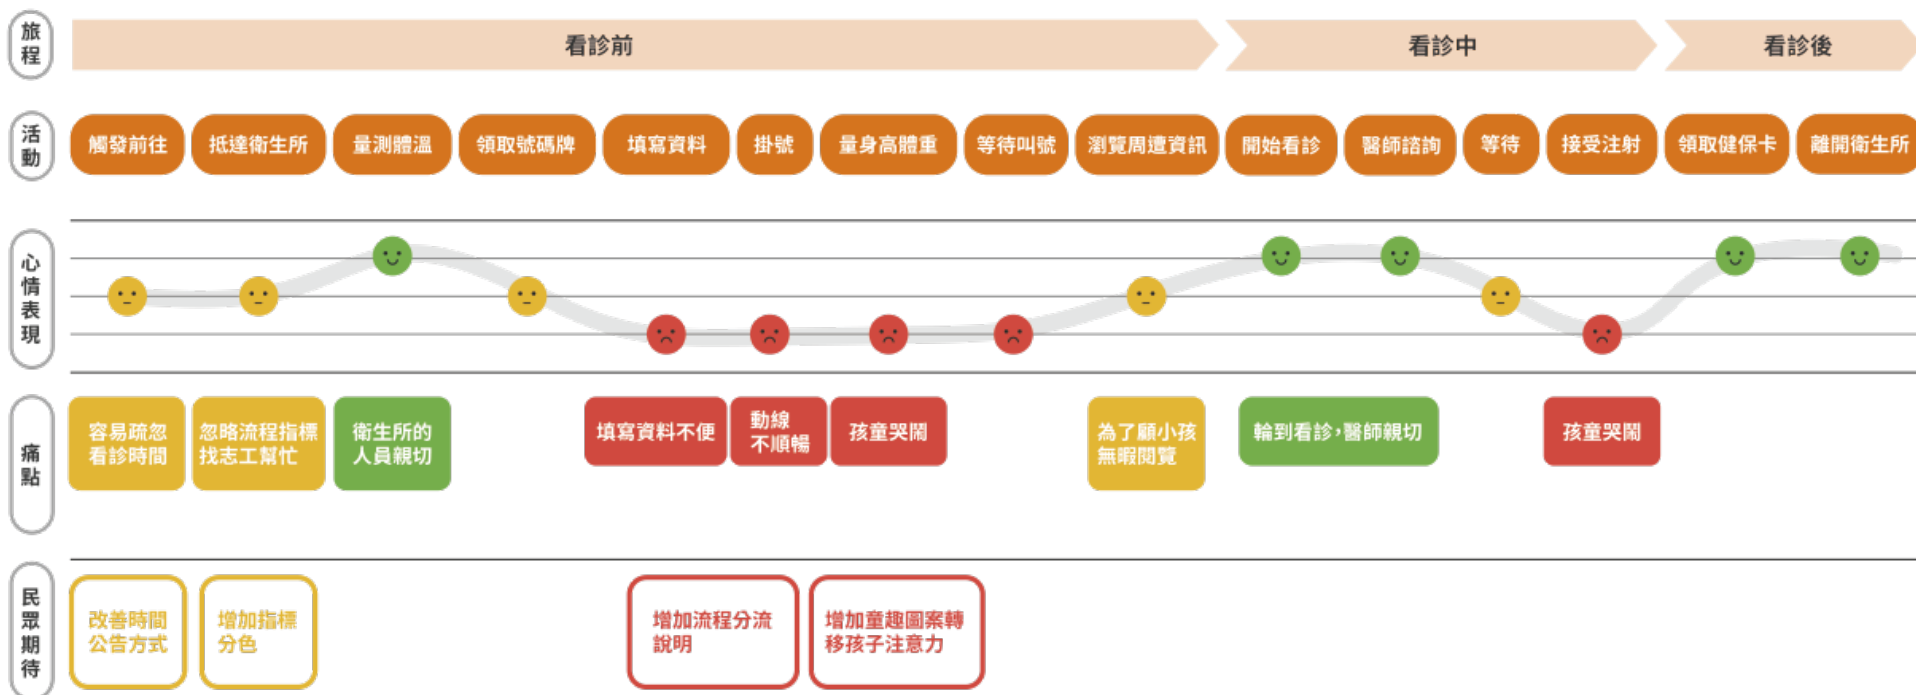 旅程
看診前
看診中
看診後
活動
觸發前往
抵達衛生所
量測體溫
領取號碼牌
填寫資料
掛號
量身高體重
等待叫號
瀏覽周遭資訊
開始看診
醫師諮詢
等待
接受注射
領取健保卡
離開衛生所
心情表現
痛點
容易疏忽
看診時間
忽略流程指標
找志工幫忙
衛生所的
人員親切
填寫資料不便
動線
不順暢
孩童哭鬧
為了顧小孩
無暇閱覽
輪到看診,醫師親切
孩童哭鬧
民眾期待
改善時間
公告方式
增加指標
分色
增加流程分流
說明
增加童趣圖案轉
移孩子注意力